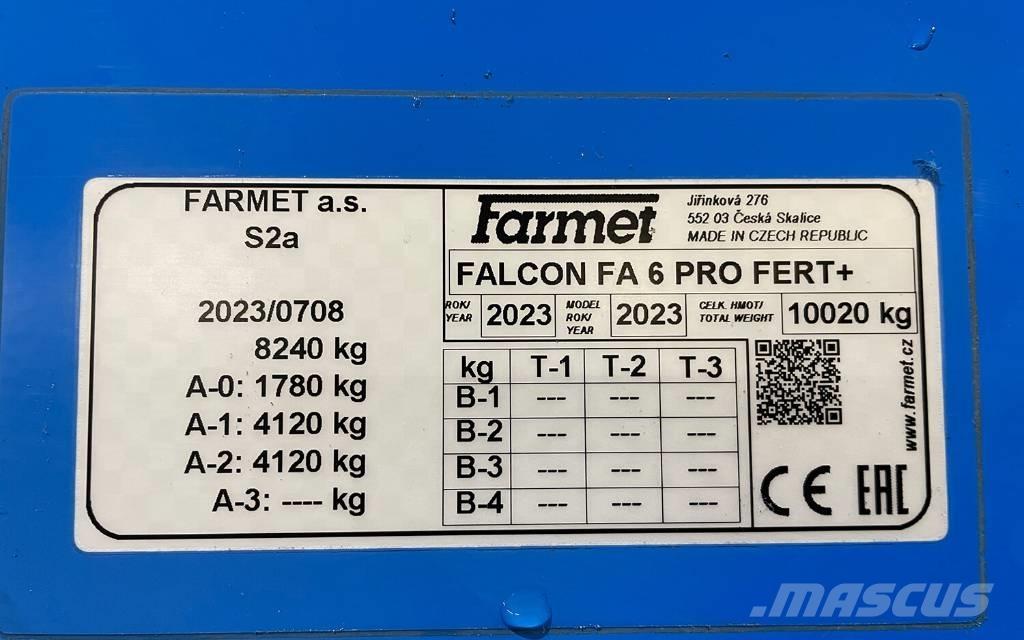 FARMET a.s.
S2a
2023/0708
8240 kg
A-0: 1780 kg
A-1: 4120 kg
A-2: 4120 kg
A-3: ---- kg
Farmet
Jiřinková 276
552 03 Česká Skalice
MADE IN CZECH REPUBLIC
FALCON FA 6 PRO FERT+
ROK/ YEAR 2023 MODEL ROK/ YEAR 2023 CELK. HMOT/ TOTAL WEIGHT 10020 kg
kg T-1 T-2 T-3
B-1 --- --- ---
B-2 --- --- ---
B-3 --- --- ---
B-4 --- --- ---
www.farmet.cz
CE EAC
.MASCUS